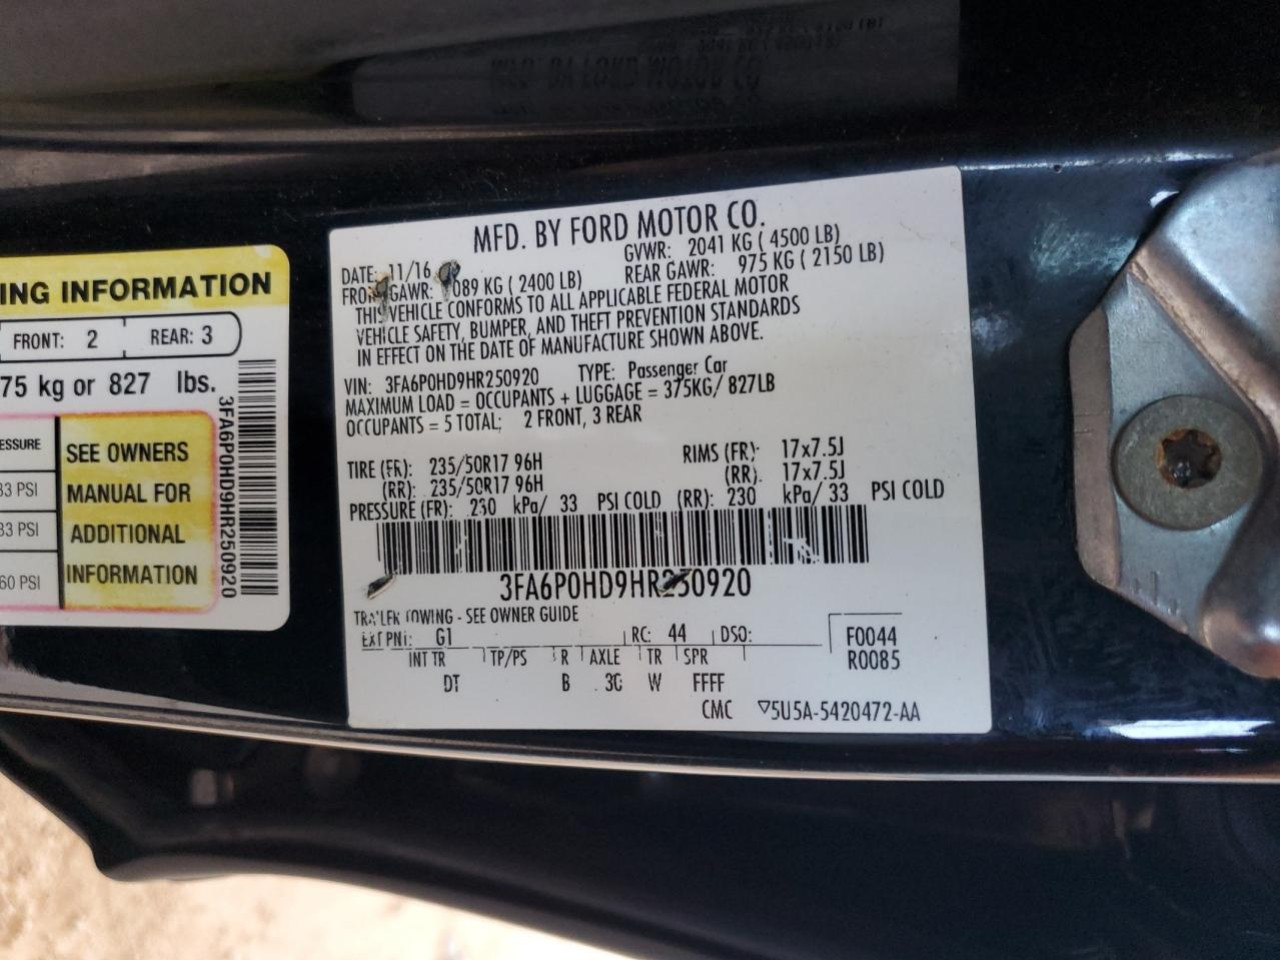 ING INFORMATION
FRONT: 2 REAR: 3
75 kg or 827 lbs.
ESSURE
33 PSI
33 PSI
60 PSI
SEE OWNERS
MANUAL FOR
ADDITIONAL
INFORMATION
3FA6P0HD9HR250920
MFD. BY FORD MOTOR CO.
DATE: 11/16 GVWR: 2041 KG ( 4500 LB)
FRONT GAWR: 1089 KG ( 2400 LB) REAR GAWR: 975 KG ( 2150 LB)
THIS VEHICLE CONFORMS TO ALL APPLICABLE FEDERAL MOTOR
VEHICLE SAFETY, BUMPER, AND THEFT PREVENTION STANDARDS
IN EFFECT ON THE DATE OF MANUFACTURE SHOWN ABOVE.
VIN: 3FA6P0HD9HR250920 TYPE: Passenger Car
MAXIMUM LOAD = OCCUPANTS + LUGGAGE = 375KG/ 827LB
OCCUPANTS = 5 TOTAL; 2 FRONT, 3 REAR
TIRE (FR): 235/50R17 96H RIMS (FR): 17x7.5J
(RR): 235/50R17 96H (RR). 17x7.5J
PRESSURE (FR): 230 kPa/ 33 PSI COLD (RR): 230 kPa/ 33 PSI COLD
3FA6P0HD9HR250920
TRAILER TOWING - SEE OWNER GUIDE
EXT PNT: G1 RC: 44 DSO: F0044
INT TR TP/PS R AXLE TR SPR R0085
DT B W FFFF
CMC ▽5U5A-5420472-AA